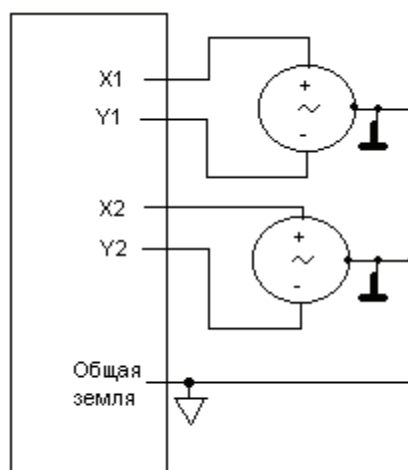 X1
+
~
Y1
-
X2
+
~
Y2
-
Общая
земля